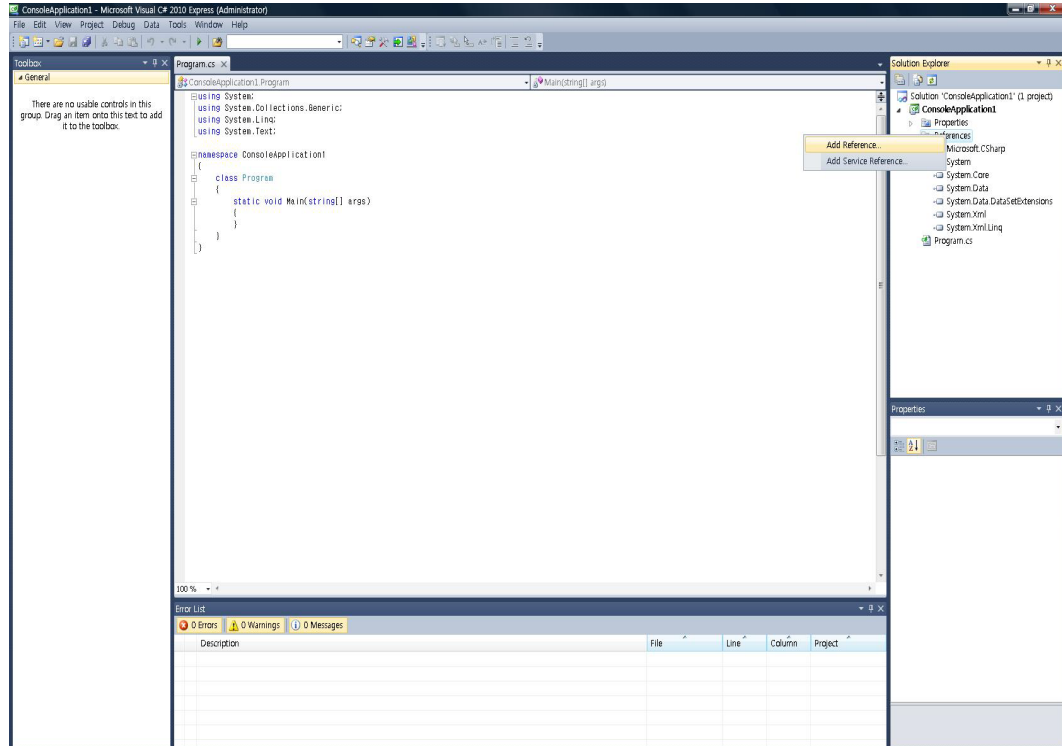 ConsoleApplication1 - Microsoft Visual C# 2010 Express (Administrator)
File Edit View Project Debug Data Tools Window Help
Toolbox
General
There are no usable controls in this
group. Drag an item onto this text to add
it to the toolbox.
Program.cs
ConsoleApplication1.Program
Main(string[] args)
using System;
using System.Collections.Generic;
using System.Linq;
using System.Text;
namespace ConsoleApplication1
{
class Program
{
static void Main(string[] args)
{
}
}
}
100 %
Add Reference...
Add Service Reference...
Solution Explorer
Solution 'ConsoleApplication1' (1 project)
ConsoleApplication1
Properties
References
Microsoft.CSharp
System
System.Core
System.Data
System.Data.DataSetExtensions
System.Xml
System.Xml.Linq
Program.cs
Properties
Error List
0 Errors 0 Warnings 0 Messages
Description File Line Column Project